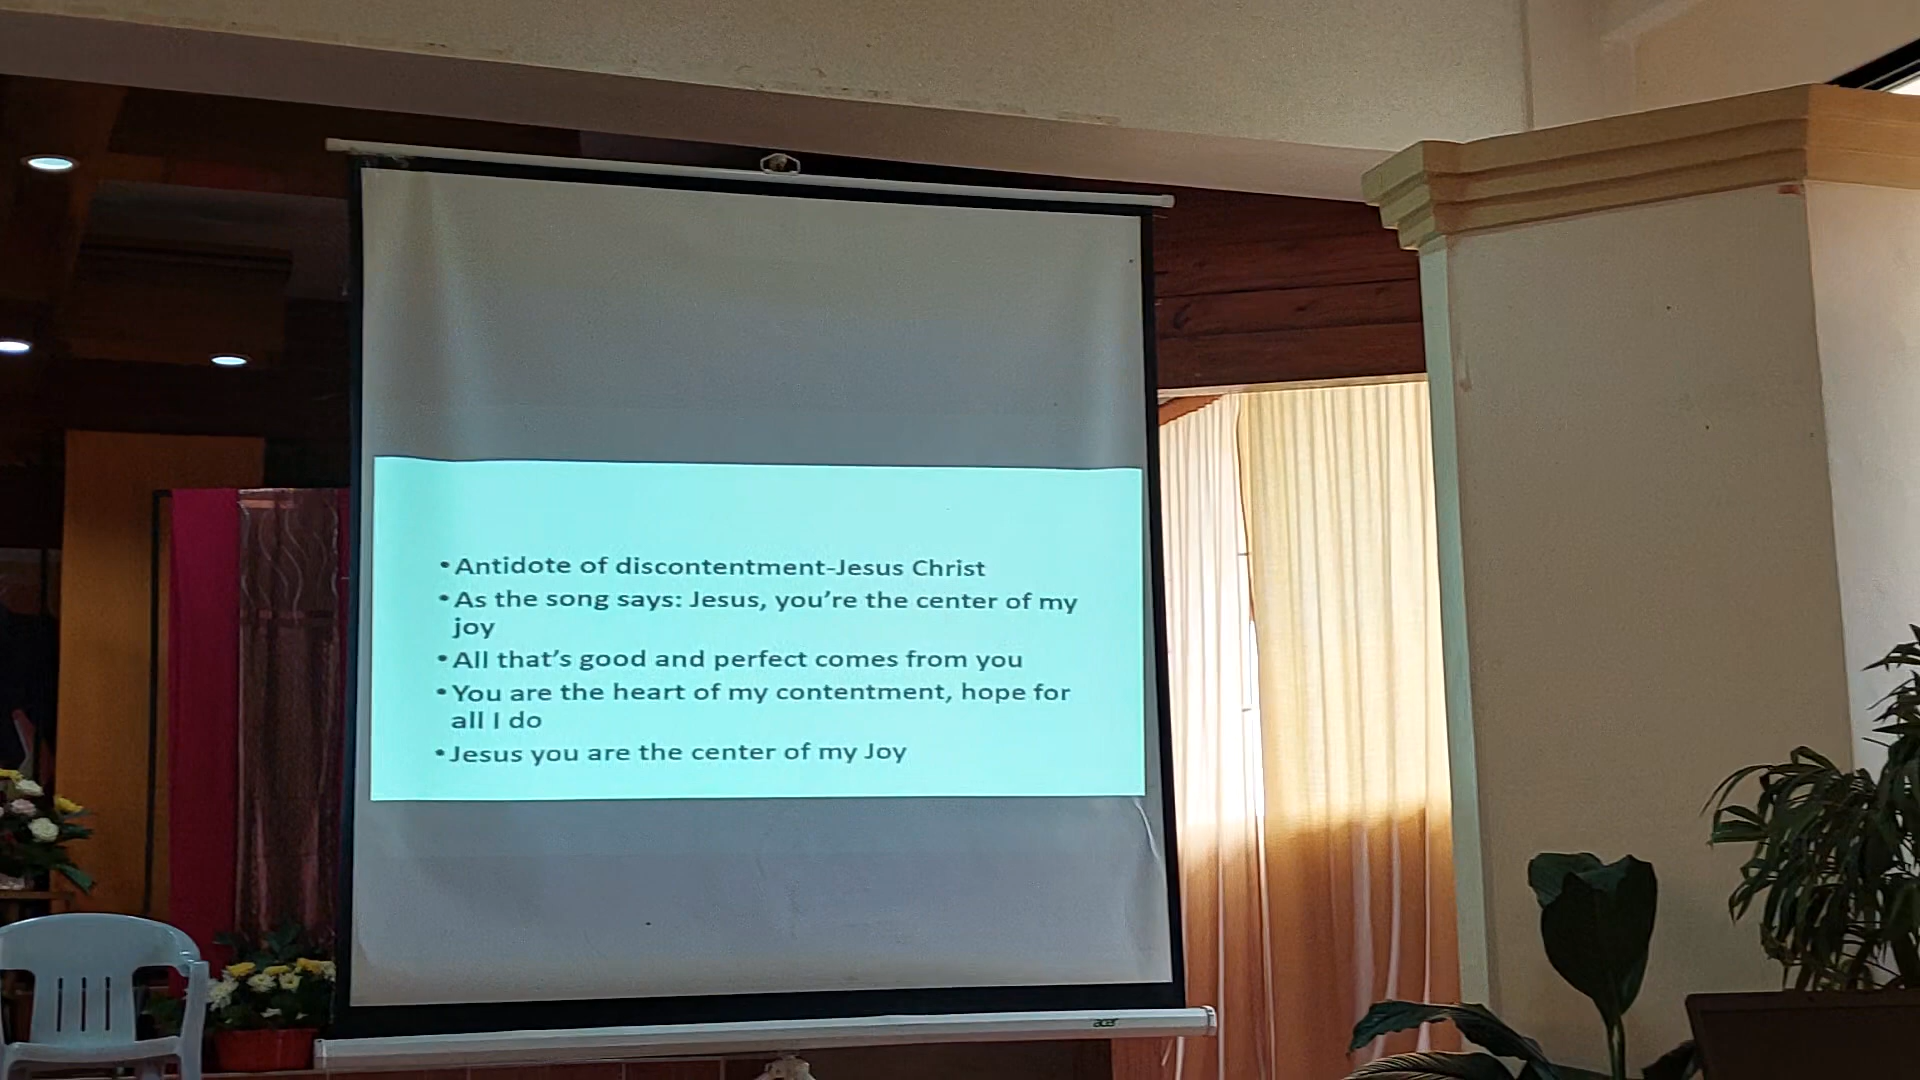 •Antidote of discontentment-Jesus Christ
•As the song says: Jesus, you're the center of my
joy
•All that's good and perfect comes from you
•You are the heart of my contentment, hope for
all I do
•Jesus you are the center of my Joy
acer